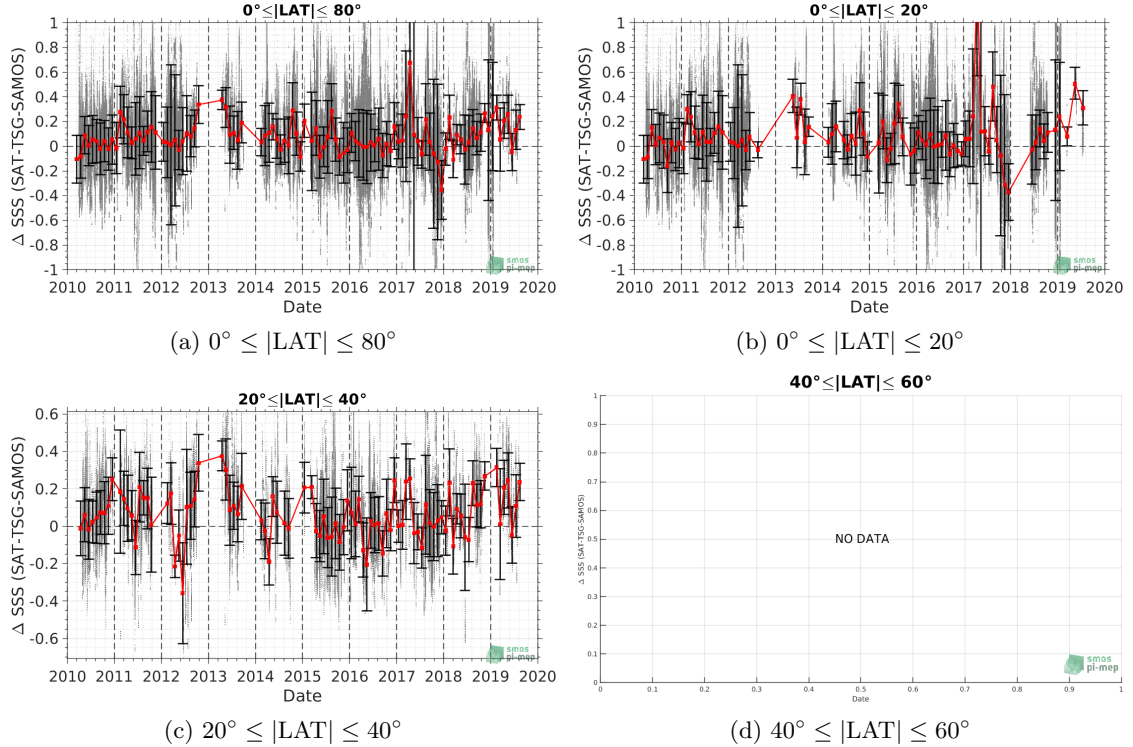 0°≤|LAT|≤ 80°
1
0.8
0.6
0.4
0.2
0
-0.2
-0.4
-0.6
-0.8
-1
Δ SSS (SAT-TSG-SAMOS)
2010 2011 2012 2013 2014 2015 2016 2017 2018 2019 2020
Date
smos
pi-mep
(a) 0° ≤ |LAT| ≤ 80°
0°≤|LAT|≤ 20°
1
0.8
0.6
0.4
0.2
0
-0.2
-0.4
-0.6
-0.8
-1
Δ SSS (SAT-TSG-SAMOS)
2010 2011 2012 2013 2014 2015 2016 2017 2018 2019 2020
Date
smos
pi-mep
(b) 0° ≤ |LAT| ≤ 20°
20°≤|LAT|≤ 40°
0.6
0.4
0.2
0
-0.2
-0.4
-0.6
Δ SSS (SAT-TSG-SAMOS)
2010 2011 2012 2013 2014 2015 2016 2017 2018 2019 2020
Date
smos
pi-mep
(c) 20° ≤ |LAT| ≤ 40°
40°≤|LAT|≤ 60°
1
0.9
0.8
0.7
0.6
0.5
0.4
0.3
0.2
0.1
0
Δ SSS (SAT-TSG-SAMOS)
NO DATA
0 0.1 0.2 0.3 0.4 0.5 0.6 0.7 0.8 0.9 1
Date
smos
pi-mep
(d) 40° ≤ |LAT| ≤ 60°